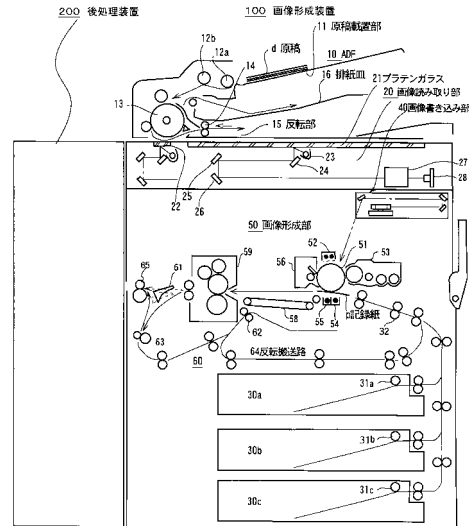 200 後処理装置
100 画像形成装置
11 原稿載置部
12b
12a
d 原稿
10 ADF
14
16 排紙皿
13
21プラテンガラス
20 画像読み取り部
40画像書き込み部
15 反転部
22
23
24
25
26
27
28
50 画像形成部
52
51
53
56
59
65
61
58
55
54
p記録紙
32
62
63
60
64反転搬送路
30a
31a
30b
31b
30c
31c